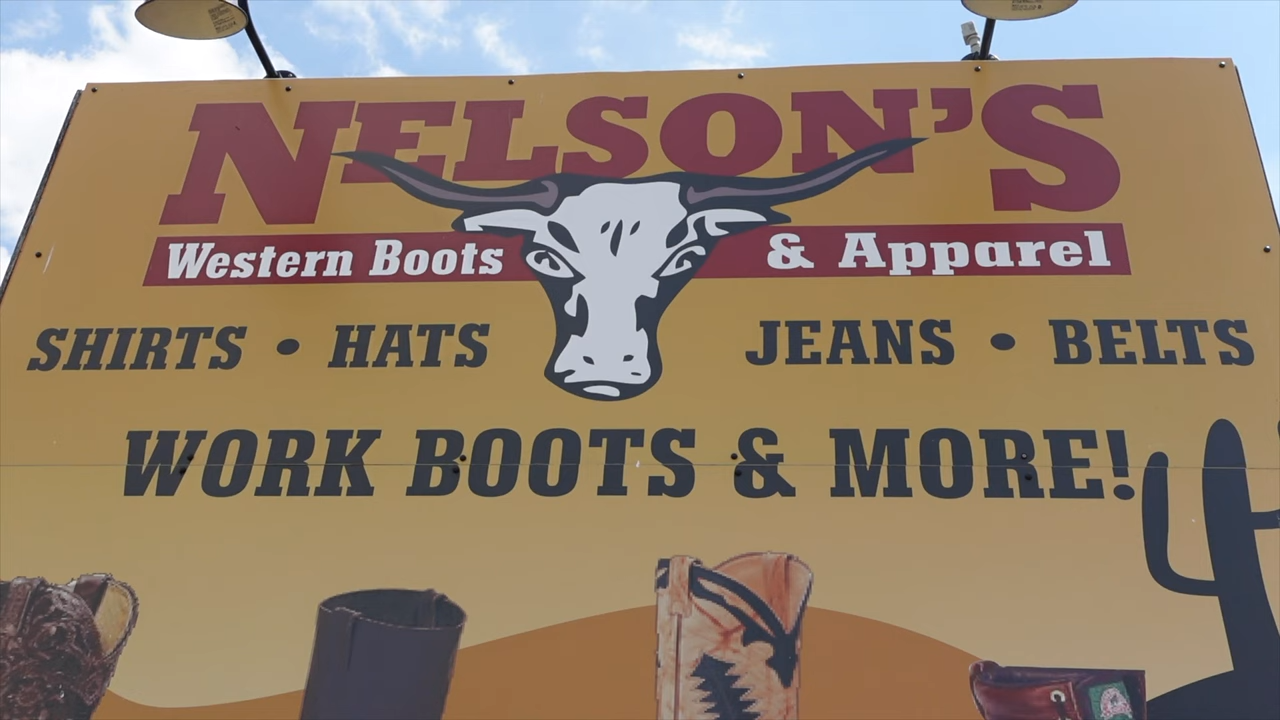 NELSON'S
Western Boots & Apparel
SHIRTS • HATS JEANS • BELTS
WORK BOOTS & MORE!